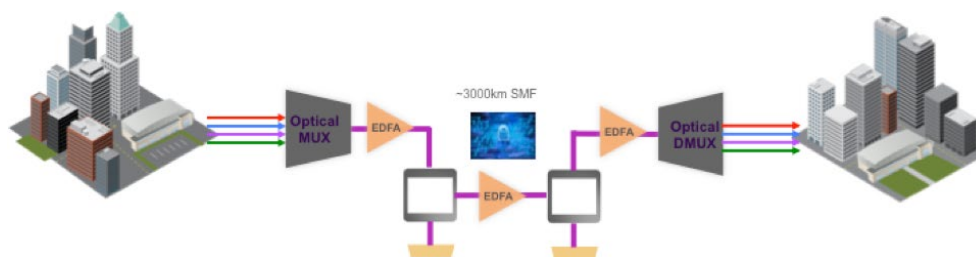 ~3000km SMF
Optical
MUX
EDFA
EDFA
EDFA
Optical
DMUX